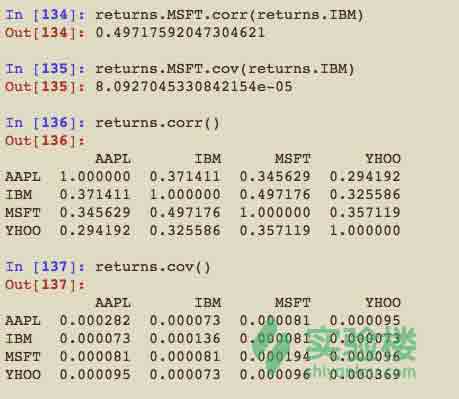 In [134]: returns.MSFT.corr(returns.IBM)
Out[134]: 0.49717592047304621
In [135]: returns.MSFT.cov(returns.IBM)
Out[135]: 8.0927045330842154e-05
In [136]: returns.corr()
Out[136]:
AAPL IBM MSFT YHOO
AAPL 1.000000 0.371411 0.345629 0.294192
IBM 0.371411 1.000000 0.497176 0.325586
MSFT 0.345629 0.497176 1.000000 0.357119
YHOO 0.294192 0.325586 0.357119 1.000000
In [137]: returns.cov()
Out[137]:
AAPL IBM MSFT YHOO
AAPL 0.000282 0.000073 0.000081 0.000095
IBM 0.000073 0.000136 0.000081 0.000073
MSFT 0.000081 0.000081 0.000194 0.000096
YHOO 0.000095 0.000073 0.000096 0.000369
实验楼
shiyanlou.com